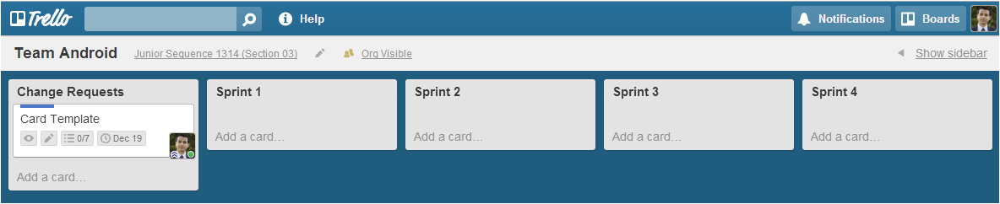 Trello Help Notifications Boards
Team Android Junior Sequence 1314 (Section 03) Org Visible Show sidebar
Change Requests
Card Template
0/7 Dec 19
Add a card...
Sprint 1
Add a card...
Sprint 2
Add a card...
Sprint 3
Add a card...
Sprint 4
Add a card...